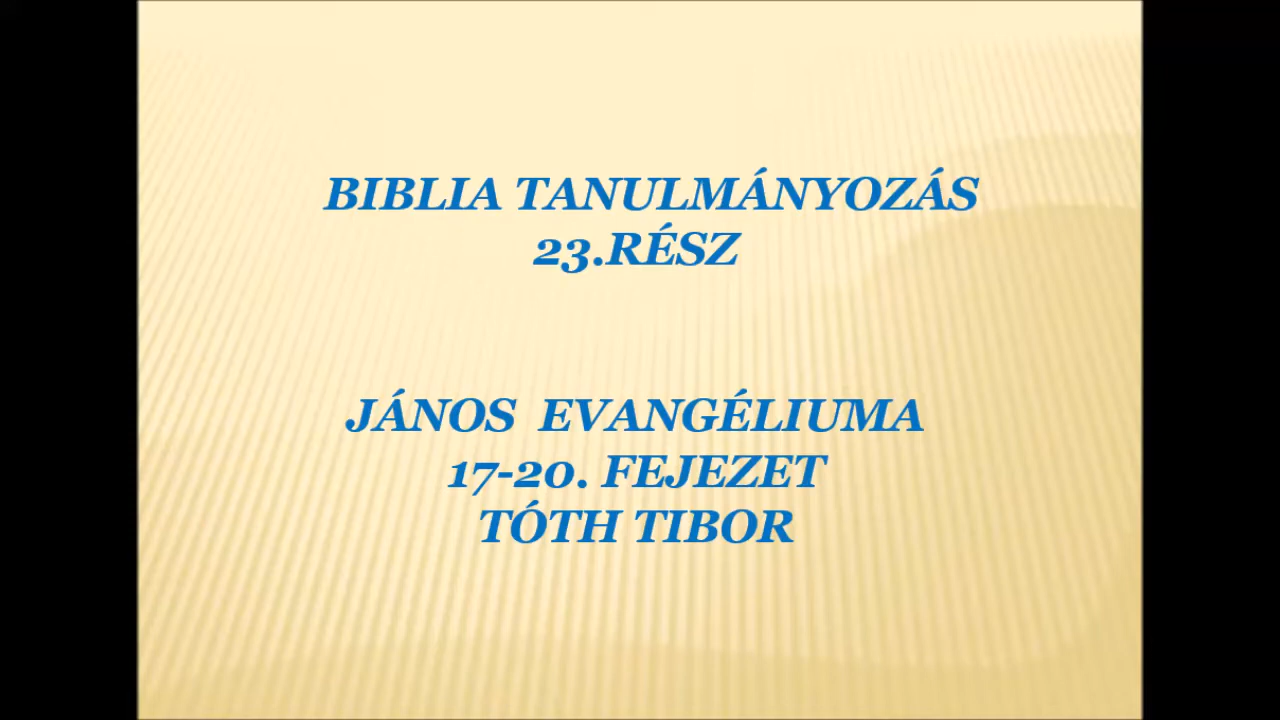 BIBLIA TANULMÁNYOZÁS
23.RÉSZ
JÁNOS EVANGÉLIUMA
17-20. FEJEZET
TÓTH TIBOR